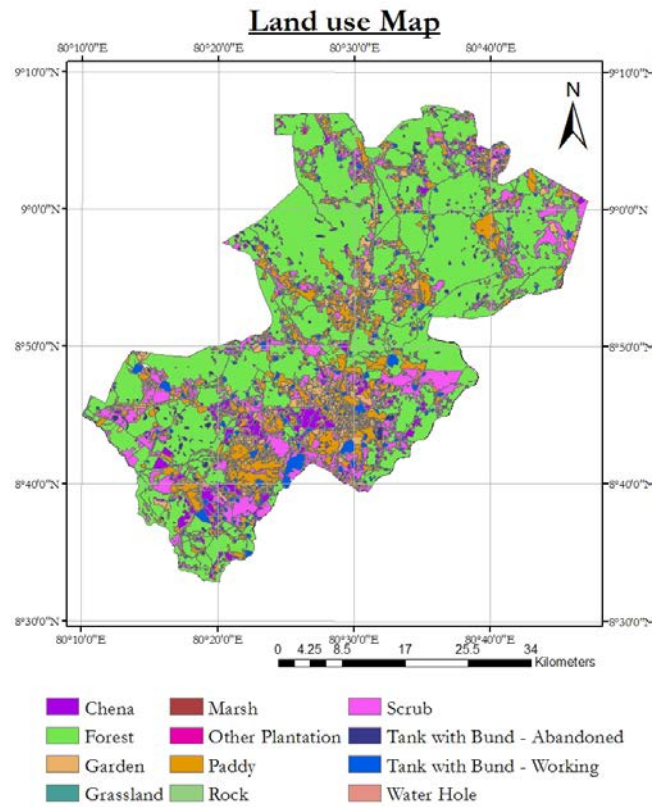 Land use Map
80°10'0"E 80°20'0"E 80°30'0"E 80°40'0"E
9°10'0"N 9°10'0"N
N
9°0'0"N 9°0'0"N
8°50'0"N 8°50'0"N
8°40'0"N 8°40'0"N
8°30'0"N 8°30'0"N
80°10'0"E 80°20'0"E 80°30'0"E 80°40'0"E
0 4.25 8.5 17 25.5 34
Kilometers
Chena Marsh Scrub
Forest Other Plantation Tank with Bund - Abandoned
Garden Paddy Tank with Bund - Working
Grassland Rock Water Hole